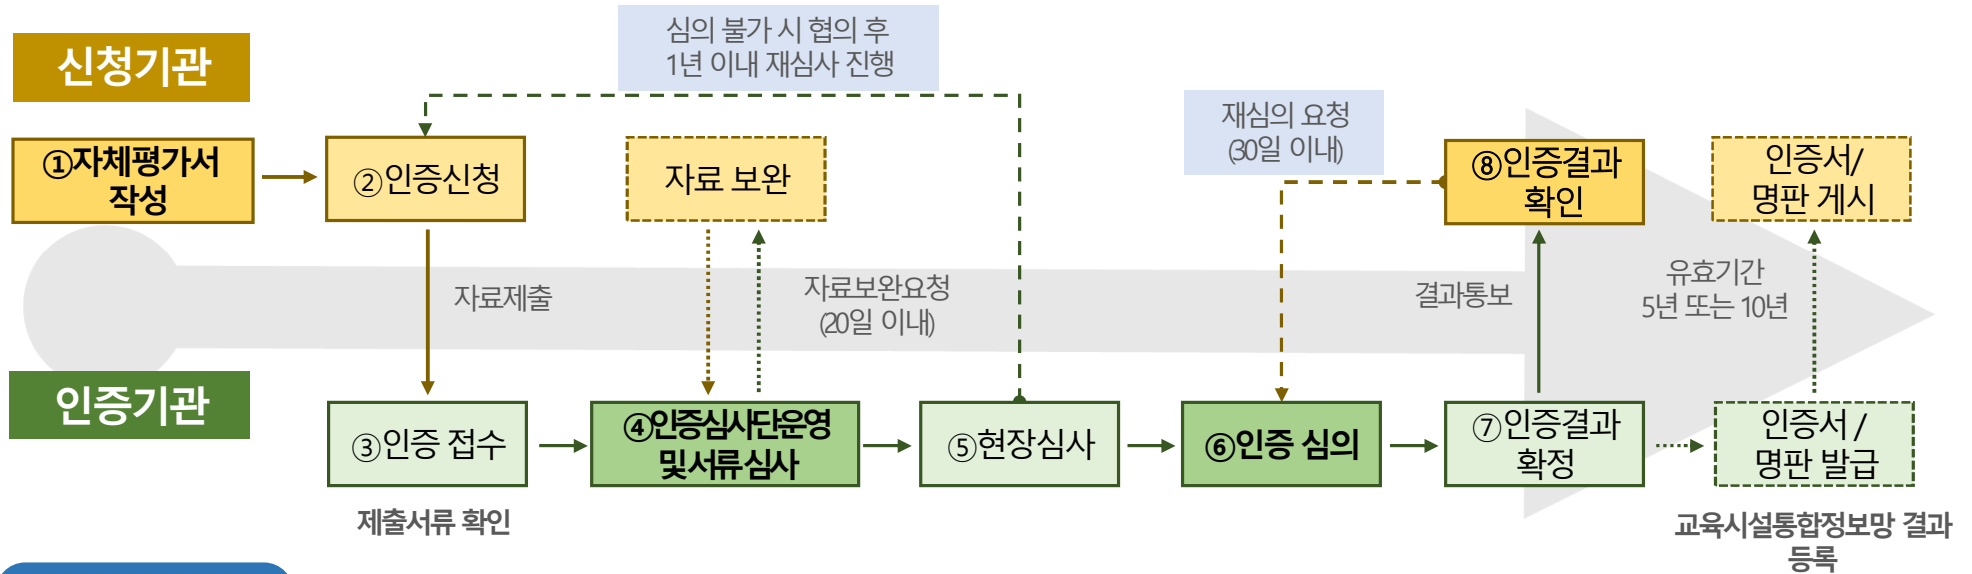 심의 불가 시 협의 후
1년 이내 재심사 진행
신청기관
재심의 요청
(30일 이내)
①자체평가서
작성
②인증신청
자료 보완
⑧인증결과
확인
인증서/
명판 게시
자료제출
자료보완요청
(20일 이내)
결과통보
유효기간
5년 또는 10년
인증기관
③인증 접수
④인증심사단운영
및 서류심사
⑤현장심사
⑥인증 심의
⑦인증결과
확정
인증서 /
명판 발급
제출서류 확인
교육시설통합정보망 결과
등록